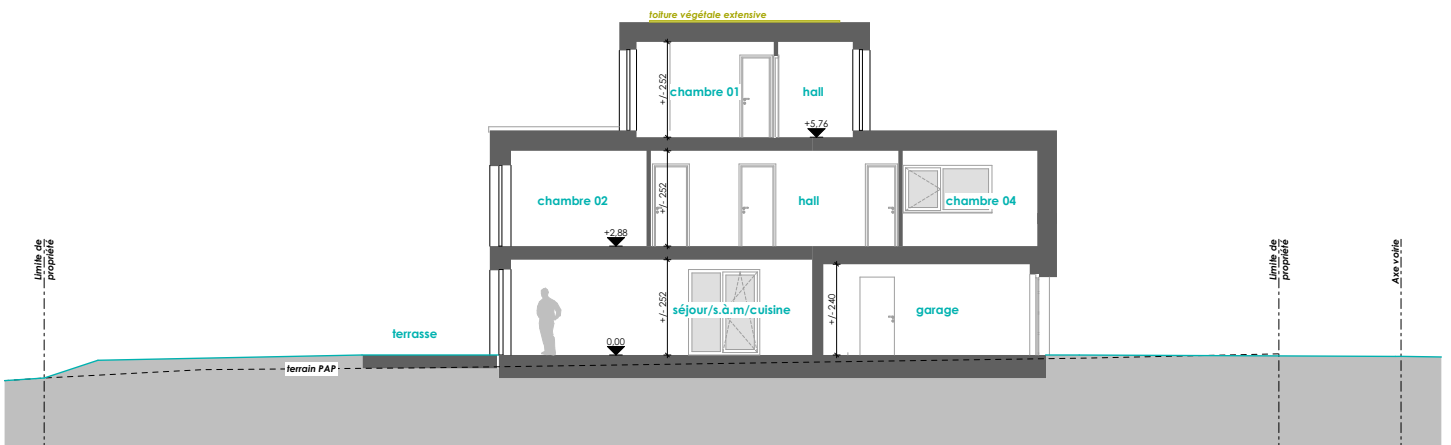 toiture végétale extensive
+/- 252
chambre 01
hall
+5,76
+/- 252
chambre 02
hall
chambre 04
+2,88
Limite de
propriété
Limite de
propriété
Axe voirie
+/- 252
séjour/s.à.m/cuisine
+/- 240
garage
terrasse
0,00
terrain PAP